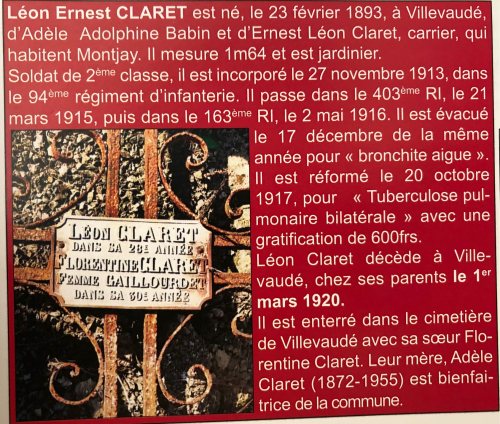 Léon Ernest CLARET est né, le 23 février 1893, à Villevaudé,
d'Adèle Adolphine Babin et d'Ernest Léon Claret, carrier, qui
habitent Montjay. Il mesure 1m64 et est jardinier.
Soldat de 2ème classe, il est incorporé le 27 novembre 1913, dans
le 94ème régiment d'infanterie. Il passe dans le 403ème RI, le 21
mars 1915, puis dans le 163ème RI, le 2 mai 1916. Il est évacué
le 17 décembre de la même
année pour « bronchite aigue ».
Il est réformé le 20 octobre
1917, pour « Tuberculose pul-
monaire bilatérale » avec une
gratification de 600frs.
Léon Claret décède à Ville-
vaudé, chez ses parents le 1er
mars 1920.
Il est enterré dans le cimetière
de Villevaudé avec sa sœur Flo-
rentine Claret. Leur mère, Adèle
Claret (1872-1955) est bienfai-
trice de la commune.
LÉON CLARET
DANS SA 28E ANNÉE
FLORENTINE CLARET
FEMME GAILLOURDET
DANS SA 30E ANNÉE